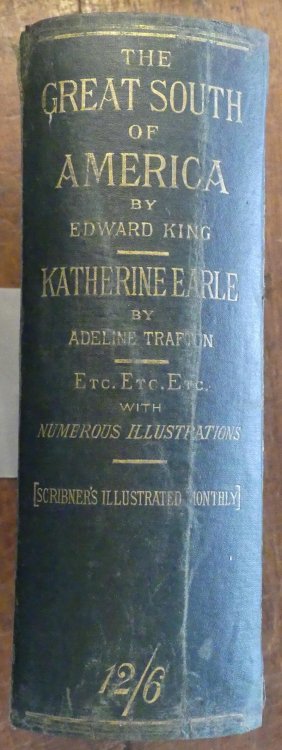 THE
GREAT SOUTH
OF
AMERICA
BY
EDWARD KING
KATHERINE EARLE
BY
ADELINE TRAFTON
ETC. ETC. ETC.
WITH
NUMEROUS ILLUSTRATIONS
[SCRIBNER'S ILLUSTRATED MONTHLY]
12/6